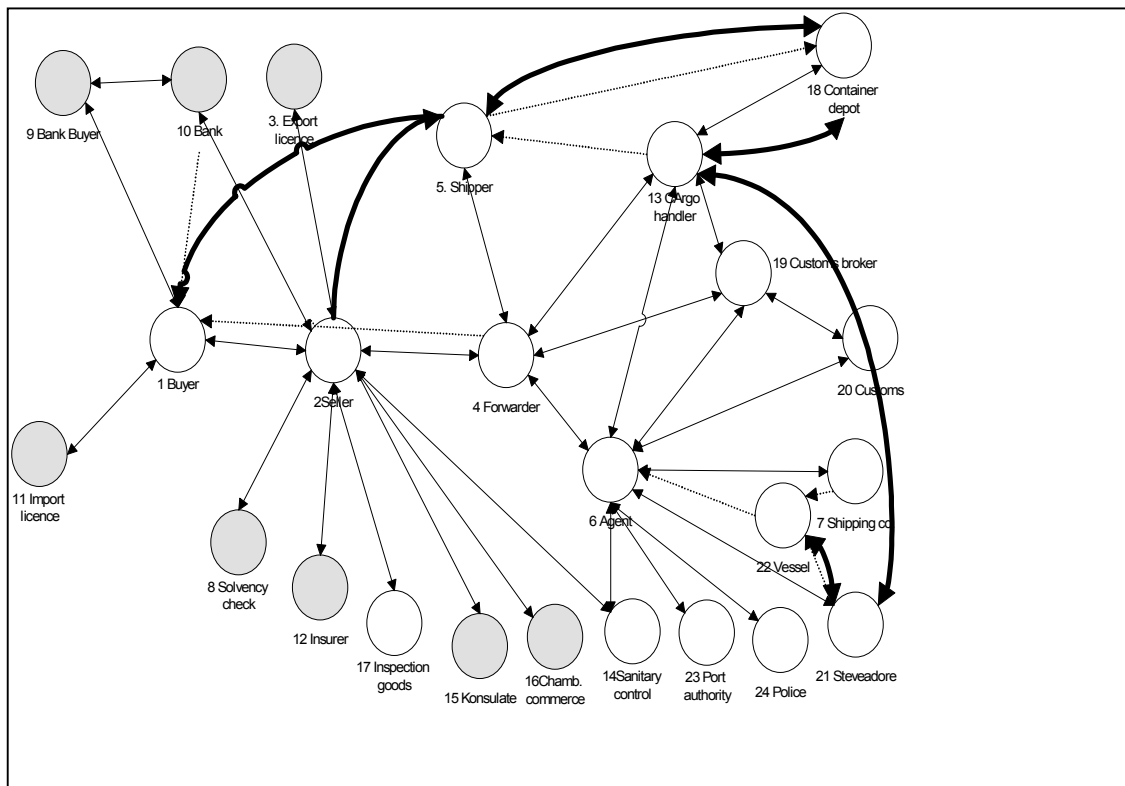 9 Bank Buyer
10 Bank
3. Export
licence
5. Shipper
18 Container
depot
13 CArgo
handler
19 Customs broker
20 Customs
1 Buyer
2Seller
4 Forwarder
11 Import
licence
6 Agent
7 Shipping co
22 Vessel
8 Solvency
check
12 Insurer
17 Inspection
goods
15 Konsulate
16Chamb.
commerce
14Sanitary
control
23 Port
authority
24 Police
21 Steveadore